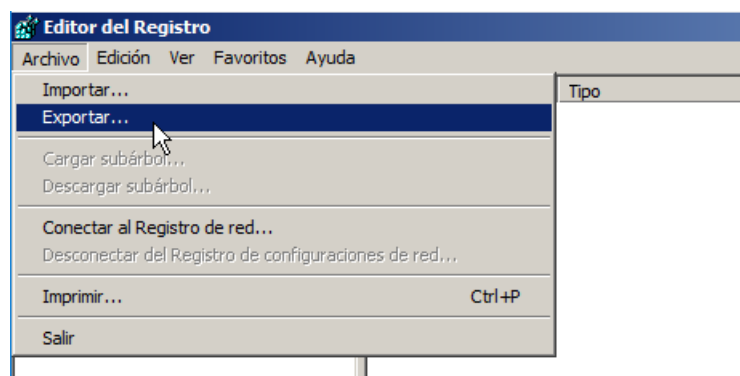 Editor del Registro
Archivo Edición Ver Favoritos Ayuda
Importar...
Tipo
Exportar...
Cargar subárbol...
Descargar subárbol...
Conectar al Registro de red...
Desconectar del Registro de configuraciones de red...
Imprimir... Ctrl+P
Salir